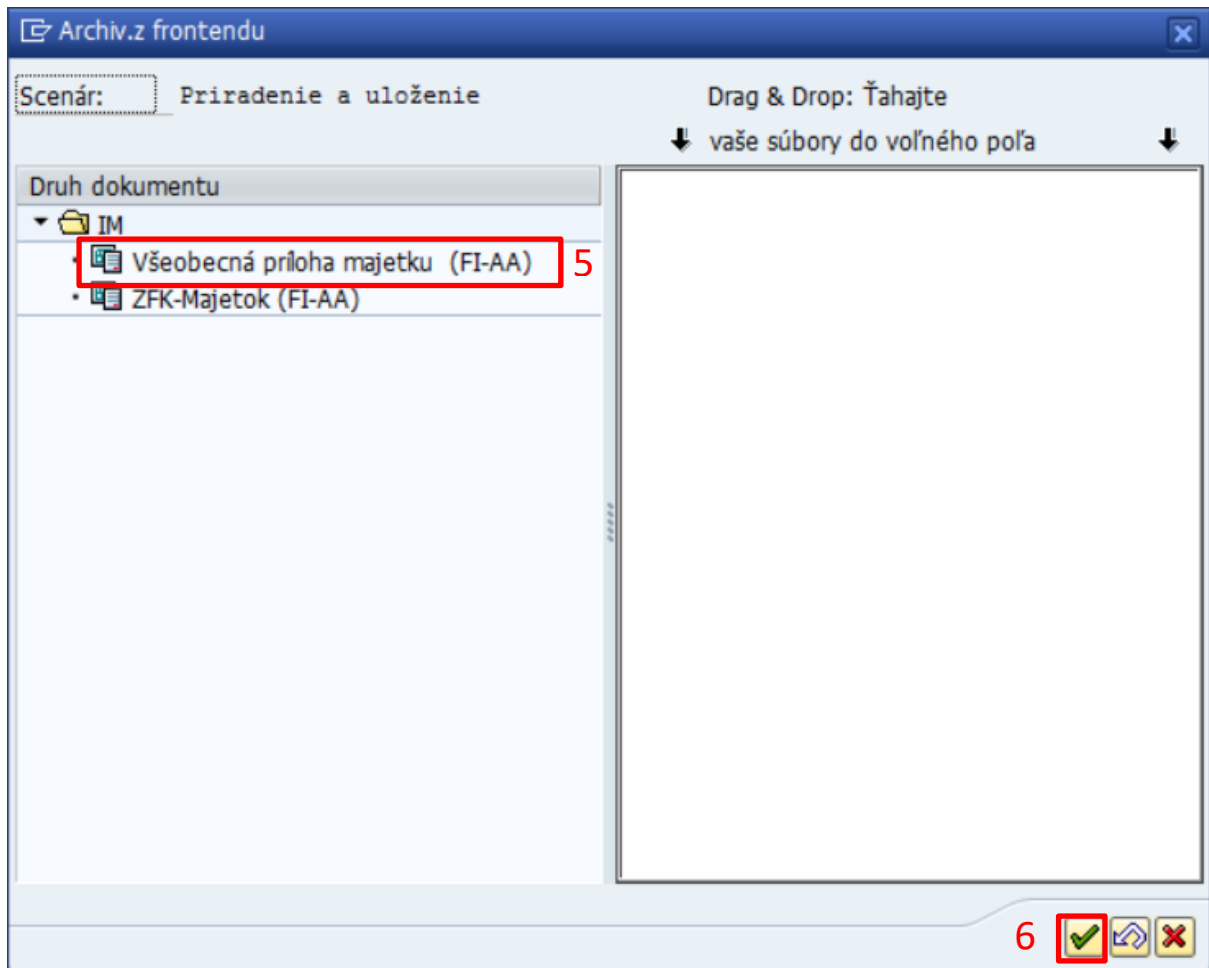 Archiv.z frontendu
Scenár: Priradenie a uloženie
Drag & Drop: Ťahajte
vaše súbory do voľného poľa
Druh dokumentu
IM
Všeobecná príloha majetku (FI-AA) 5
ZFK-Majetok (FI-AA)
6